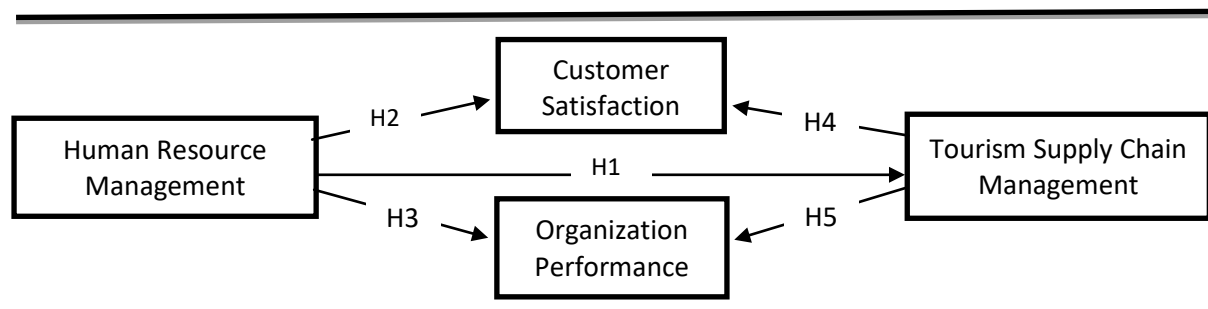 Customer
Satisfaction
H2
H4
Human Resource
Management
Tourism Supply Chain
Management
H1
H3
H5
Organization
Performance